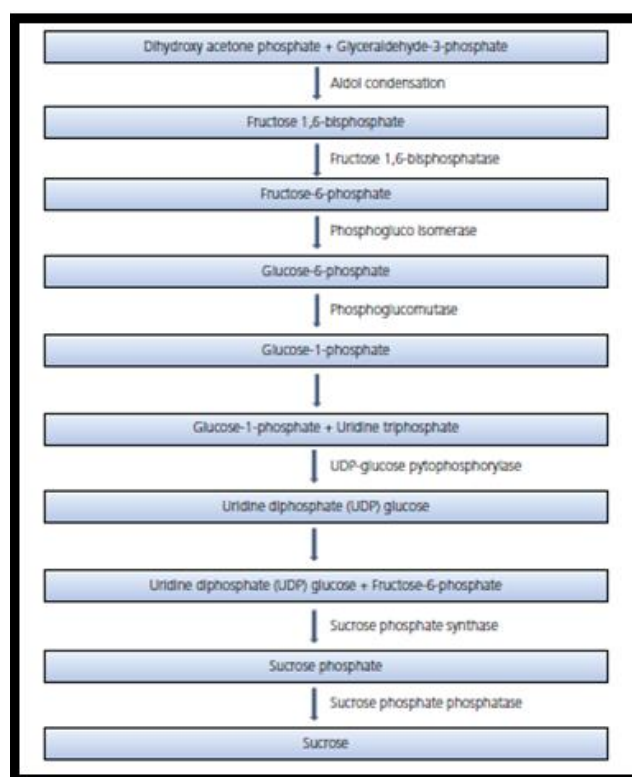 Dihydroxy acetone phosphate + Glyceraldehyde-3-phosphate
Aldol condensation
Fructose 1,6-bisphosphate
Fructose 1,6-bisphosphatase
Fructose-6-phosphate
Phosphogluco Isomerase
Glucose-6-phosphate
Phosphoglucomutase
Glucose-1-phosphate
Glucose-1-phosphate + Uridine triphosphate
UDP-glucose pytophosphorylase
Uridine diphosphate (UDP) glucose
Uridine diphosphate (UDP) glucose + Fructose-6-phosphate
Sucrose phosphate synthase
Sucrose phosphate
Sucrose phosphate phosphatase
Sucrose